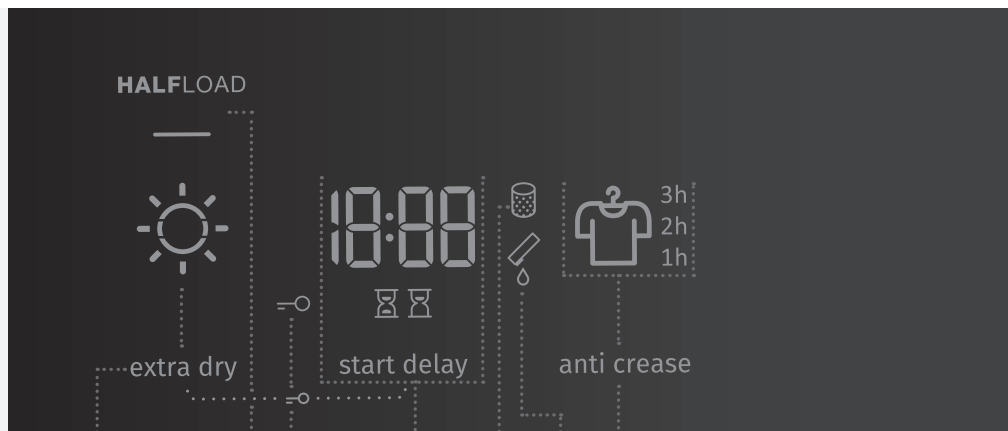 HALFLOAD
18:88
3h
2h
1h
extra dry
start delay
anti crease